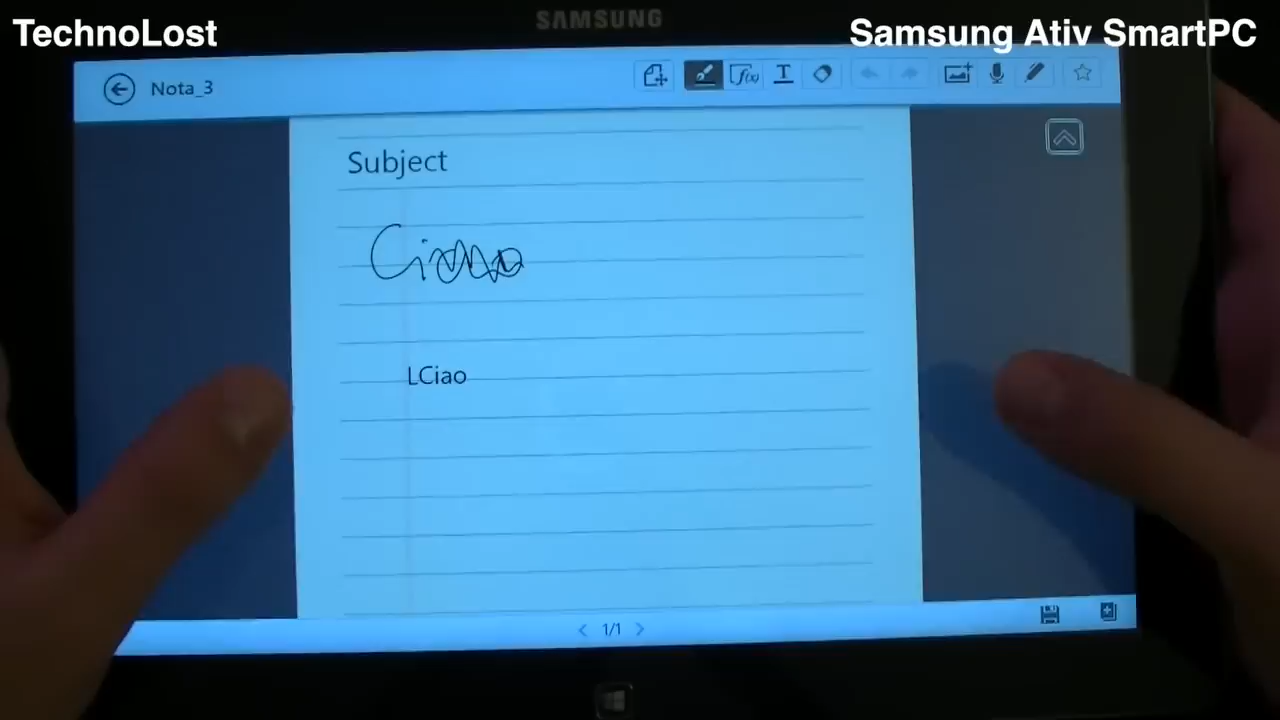 TechnoLost
SAMSUNG
Samsung Ativ SmartPC
Nota_3
f(x)
T
Subject
Ciao
LCiao
1/1